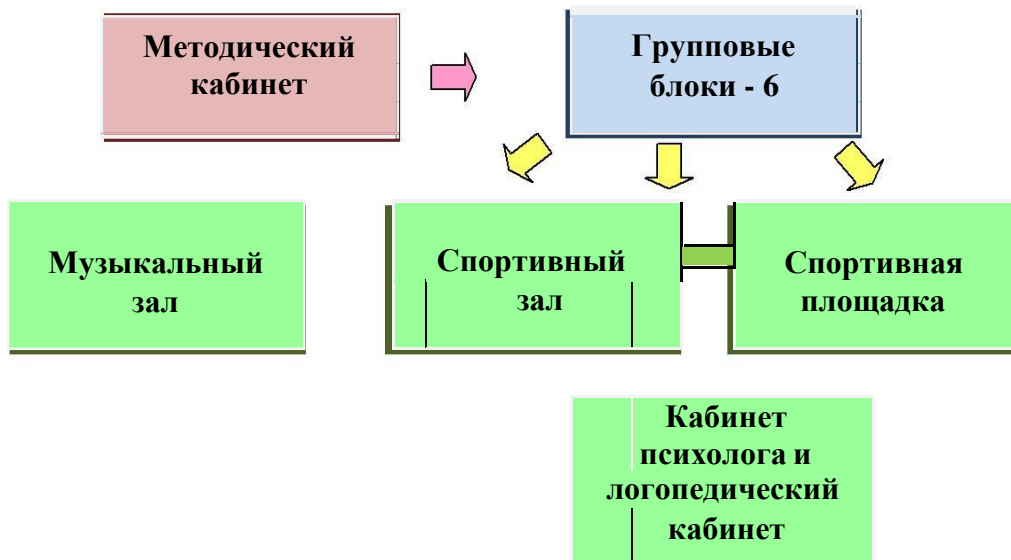 Методический
кабинет
Групповые
блоки - 6
Музыкальный
зал
Спортивный
зал
Спортивная
площадка
Кабинет
психолога и
логопедический
кабинет